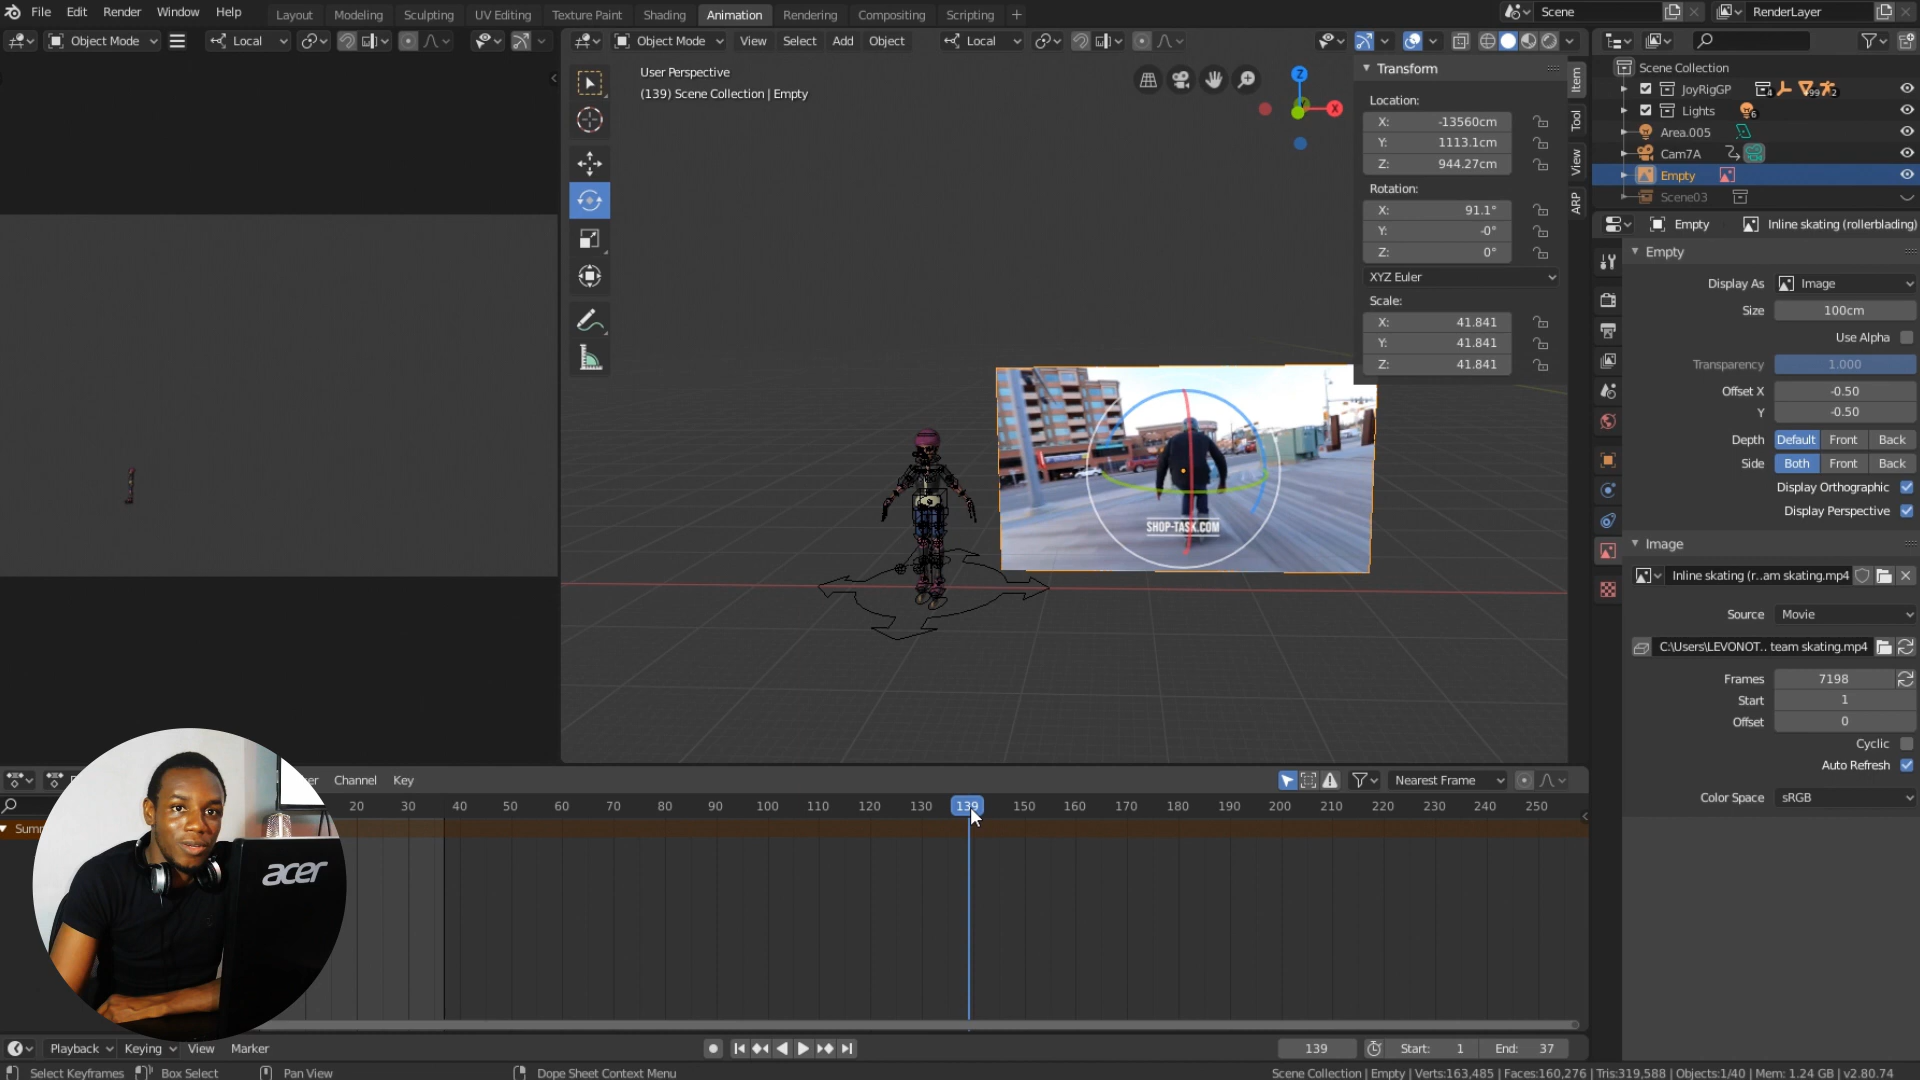 File Edit Render Window Help
Layout Modeling Sculpting UV Editing Texture Paint Shading Animation Rendering Compositing Scripting +
Scene
RenderLayer
Object Mode
Local
Object Mode View Select Add Object
Local
User Perspective
(139) Scene Collection | Empty
Z
X
Transform
Location:
X: -13560cm
Y: 1113.1cm
Z: 944.27cm
Rotation:
X: 91.1°
Y: -0°
Z: 0°
XYZ Euler
Scale:
X: 41.841
Y: 41.841
Z: 41.841
Item
Tool
View
ARP
SHOP-TASK.COM
Scene Collection
JoyRigGP
4
99
2
Lights
6
Area.005
Cam7A
Empty
Scene03
Empty Inline skating (rollerblading)
Empty
Display As Image
Size 100cm
Use Alpha
Transparency 1.000
Offset X -0.50
Y -0.50
Depth Default Front Back
Side Both Front Back
Display Orthographic
Display Perspective
Image
Inline skating (r..am skating.mp4
Source Movie
C:\Users\LEVONOT.. team skating.mp4
Frames 7198
Start 1
Offset 0
Cyclic
Auto Refresh
Color Space sRGB
Channel Key
Nearest Frame
20 30 40 50 60 70 80 90 100 110 120 130 139 150 160 170 180 190 200 210 220 230 240 250
acer
Playback Keying View Marker
139 Start: 1 End: 37
Select Keyframes Box Select Pan View Dope Sheet Context Menu
Scene Collection | Empty | Verts:163,485 | Faces:160,276 | Tris:319,588 | Objects:1/40 | Mem: 1.24 GB | v2.80.74